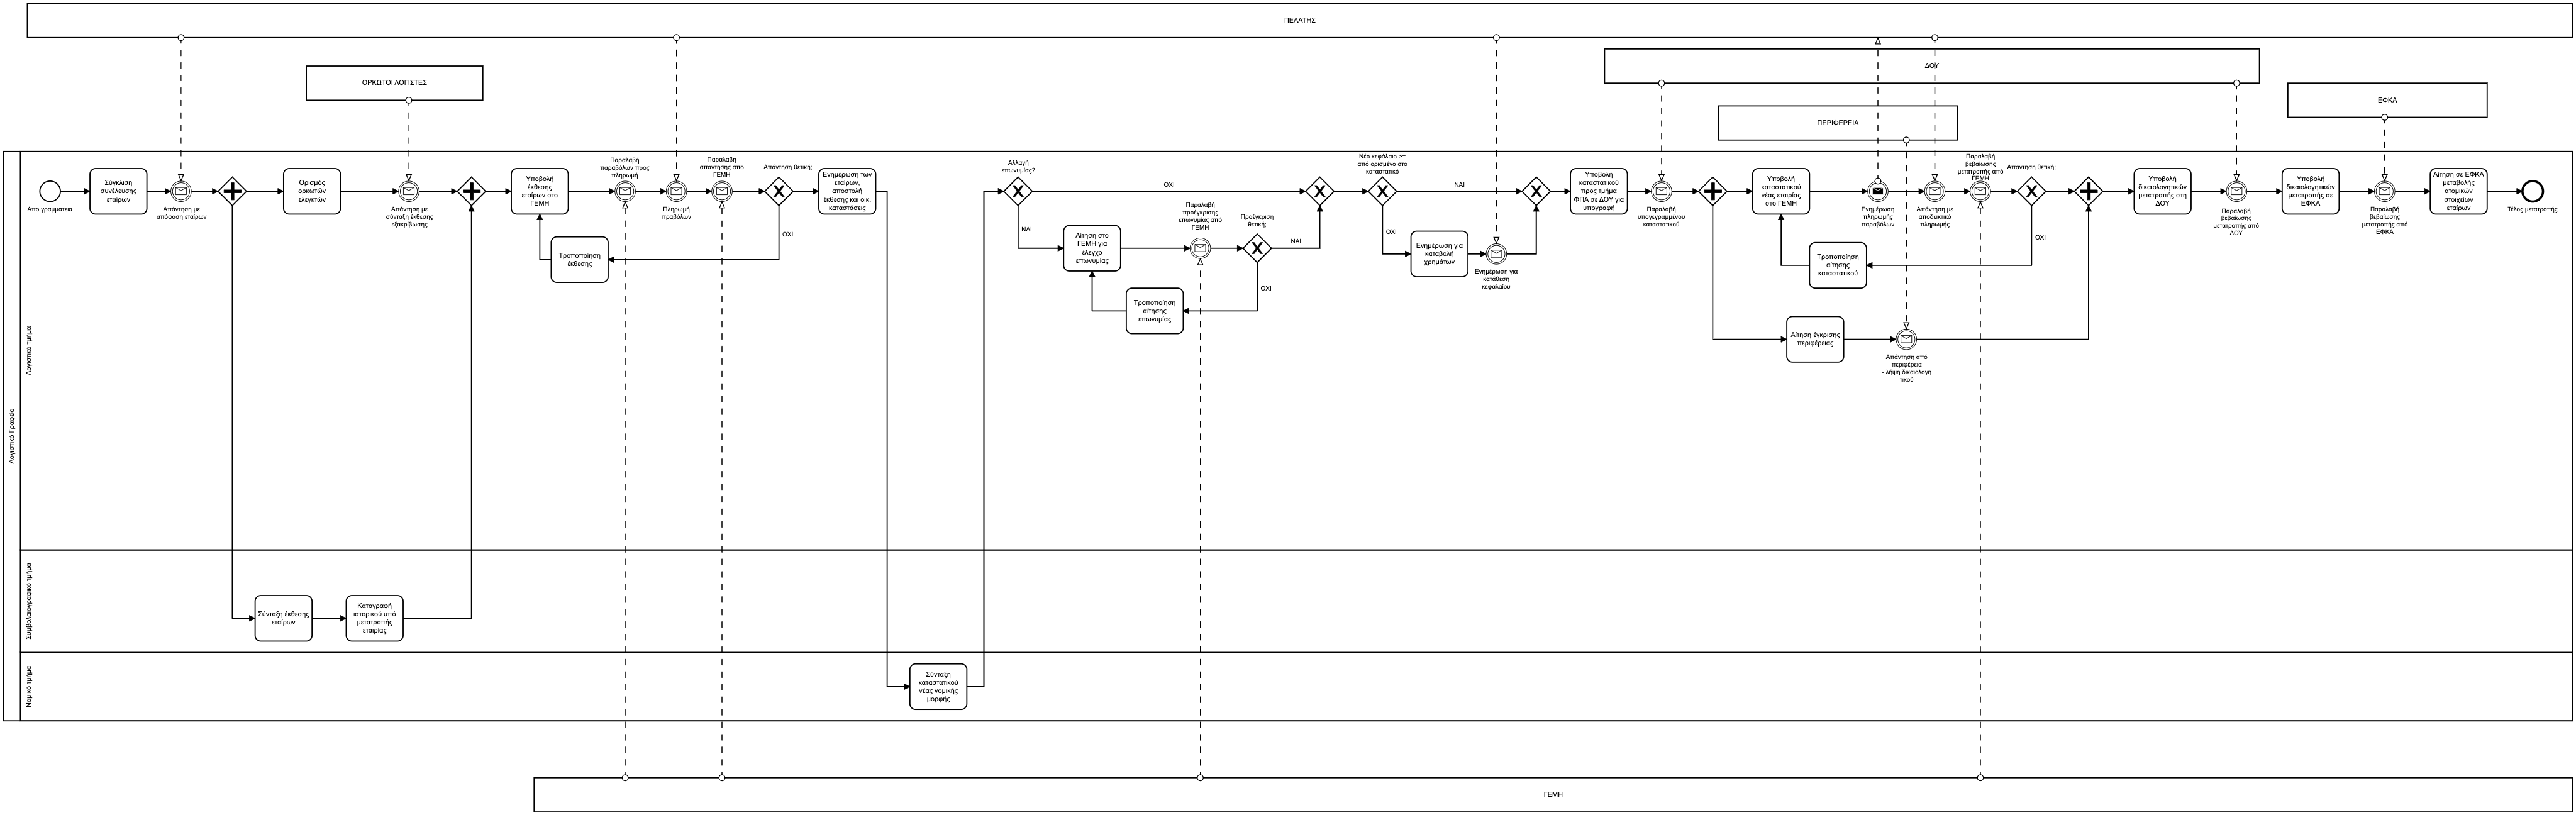 ΠΕΛΑΤΗΣ
ΟΡΚΩΤΟΙ ΛΟΓΙΣΤΕΣ
ΔΟΥ
ΠΕΡΙΦΕΡΕΙΑ
ΕΦΚΑ
Λογιστικό Γραφείο
Λογιστικό τμήμα
Απο γραμματεια
Σύγκλιση
συνέλευσης
εταίρων
Απάντηση με
απόφαση εταίρων
Ορισμός
ορκωτών
ελεγκτών
Απάντηση με
σύνταξη έκθεσης
εξακρίβωσης
Υποβολή
έκθεσης
εταίρων στο
ΓΕΜΗ
Παραλαβή
παραβόλων προς
πληρωμή
Πληρωμή
πραβόλων
Παραλαβη
απαντησης απο
ΓΕΜΗ
Απάντηση θετική;
ΟΧΙ
Τροποποίηση
έκθεσης
Ενημέρωση των
εταίρων,
αποστολή
έκθεσης και οικ.
καταστάσεις
Αλλαγή
επωνυμίας?
ΟΧΙ
ΝΑΙ
Αίτηση στο
ΓΕΜΗ για
έλεγχο
επωνυμίας
Παραλαβή
προέγκρισης
επωνυμίας από
ΓΕΜΗ
Προέγκριση
θετική;
ΝΑΙ
ΟΧΙ
Τροποποίηση
αίτησης
επωνυμίας
Νέο κεφάλαιο >=
από ορισμένο στο
καταστατικό
ΝΑΙ
ΟΧΙ
Ενημέρωση για
καταβολή
χρημάτων
Ενημέρωση για
κατάθεση
κεφαλαίου
Υποβολή
καταστατικού
προς τμήμα
ΦΠΑ σε ΔΟΥ για
υπογραφή
Παραλαβή
υπογεγραμμένου
καταστατικού
Υποβολή
καταστατικού
νέας εταιρίας
στο ΓΕΜΗ
Ενημέρωση
πληρωμής
παραβόλων
Απάντηση με
αποδεικτικό
πληρωμής
Παραλαβή
βεβαίωσης
μετατροπής από
ΓΕΜΗ
Απαντηση θετική;
ΟΧΙ
Τροποποίηση
αίτησης
καταστατικού
Αίτηση έγκρισης
περιφέρειας
Απάντηση από
περιφέρεια
- λήψη δικαιολογη
τικού
Υποβολή
δικαιολογητικών
μετατροπής στη
ΔΟΥ
Παραλαβή
βεβαίωσης
μετατροπής από
ΔΟΥ
Υποβολή
δικαιολογητικών
μετατροπής σε
ΕΦΚΑ
Παραλαβή
βεβαίωσης
μετατροπής από
ΕΦΚΑ
Αίτηση σε ΕΦΚΑ
μεταβολής
ατομικών
στοιχείων
εταίρων
Τέλος μετατροπής
Συμβολαιογραφικό τμήμα
Σύνταξη έκθεσης
εταίρων
Καταγραφή
ιστορικού υπό
μετατροπής
εταιρίας
Νομικό τμήμα
Σύνταξη
καταστατικού
νέας νομικής
μορφής
ΓΕΜΗ